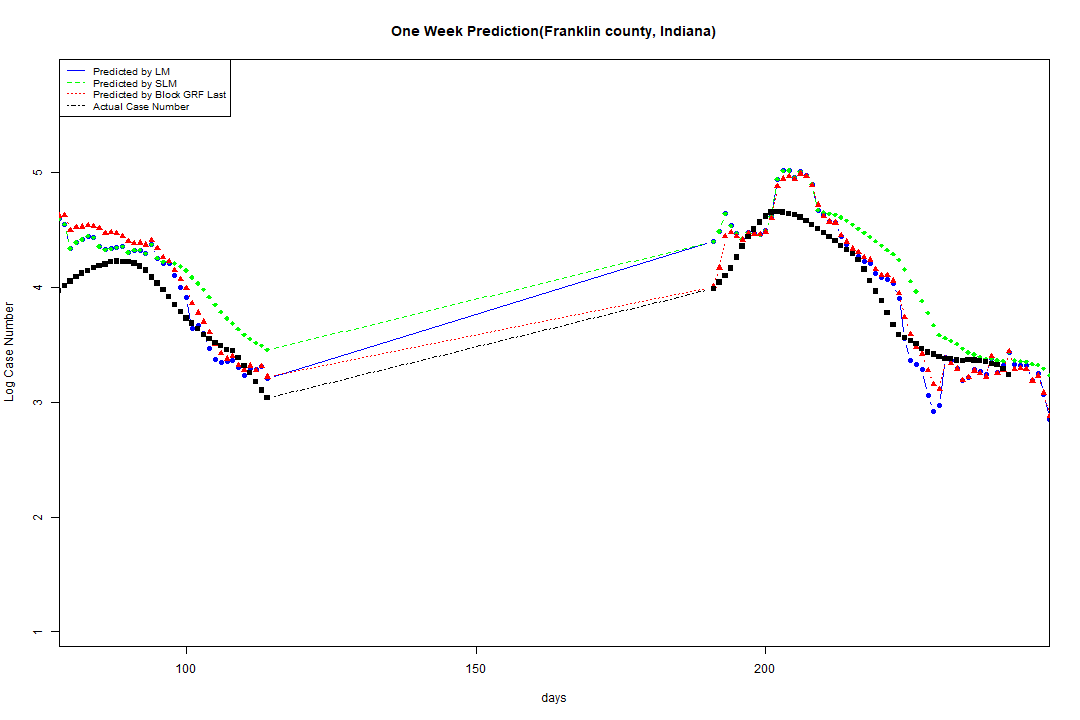 One Week Prediction(Franklin county, Indiana)
Predicted by LM
Predicted by SLM
Predicted by Block GRF Last
Actual Case Number
5
4
3
2
1
Log Case Number
100
150
200
days